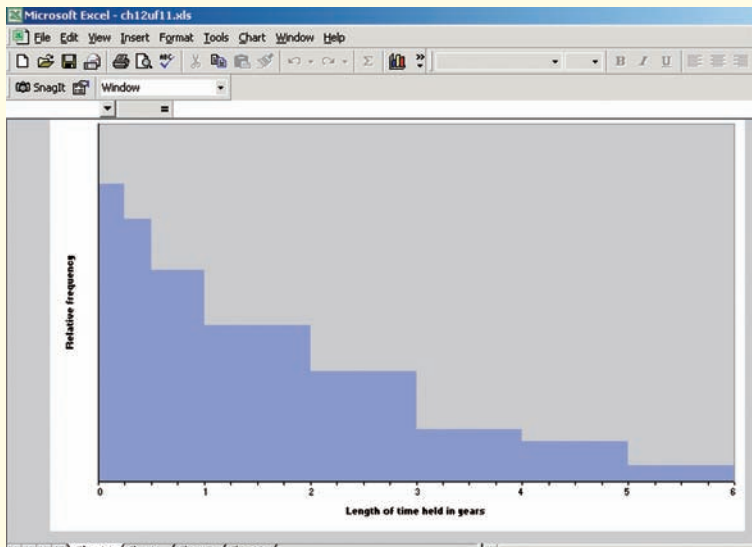 Microsoft Excel - ch12uf11.xls
File Edit View Insert Format Tools Chart Window Help
ABC Σ » B I U
SnagIt Window
=
Relative frequency
0 1 2 3 4 5 6
Length of time held in years